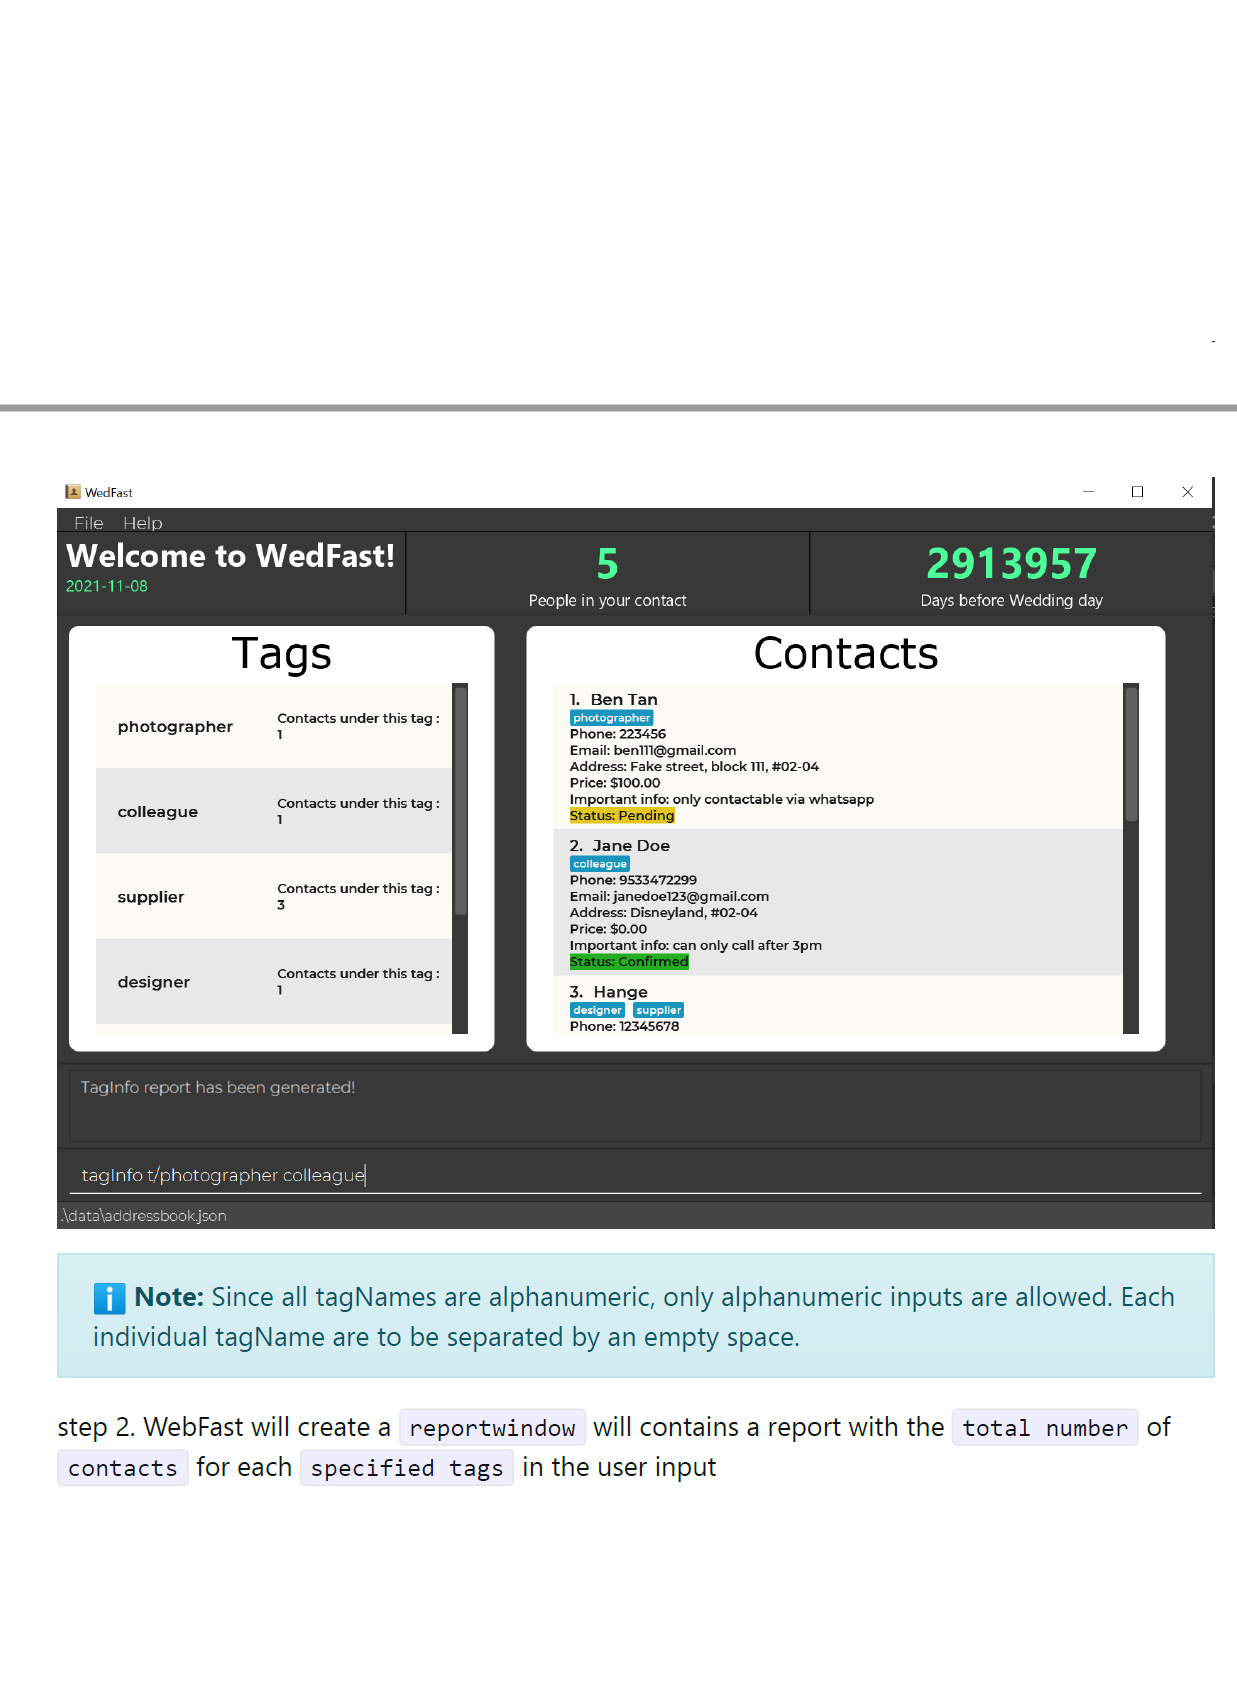 WedFast
File Help
Welcome to WedFast!
2021-11-08
5
People in your contact
2913957
Days before Wedding day
Tags
photographer
Contacts under this tag :
1
colleague
Contacts under this tag :
1
supplier
Contacts under this tag :
3
designer
Contacts under this tag :
1
Contacts
1. Ben Tan
photographer
Phone: 223456
Email: ben111@gmail.com
Address: Fake street, block 111, #02-04
Price: $100.00
Important info: only contactable via whatsapp
Status: Pending
2. Jane Doe
colleague
Phone: 9533472299
Email: janedoe123@gmail.com
Address: Disneyland, #02-04
Price: $0.00
Important info: can only call after 3pm
Status: Confirmed
3. Hange
designer supplier
Phone: 12345678
TagInfo report has been generated!
tagInfo t/photographer colleague
.\data\addressbook.json
Note: Since all tagNames are alphanumeric, only alphanumeric inputs are allowed. Each
individual tagName are to be separated by an empty space.
step 2. WebFast will create a reportwindow will contains a report with the total number of
contacts for each specified tags in the user input